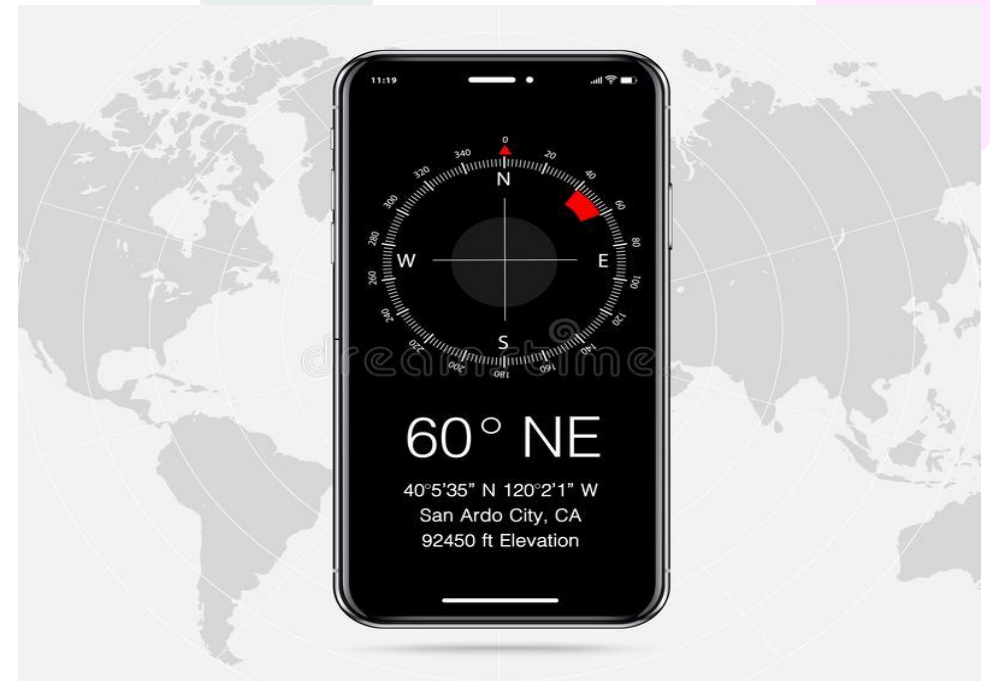 11:19
0
20
40
60
80
100
120
140
160
180
200
220
240
260
280
300
320
340
N
E
S
W
dreamstime
60° NE
40°5'35” N 120°2'1” W
San Ardo City, CA
92450 ft Elevation